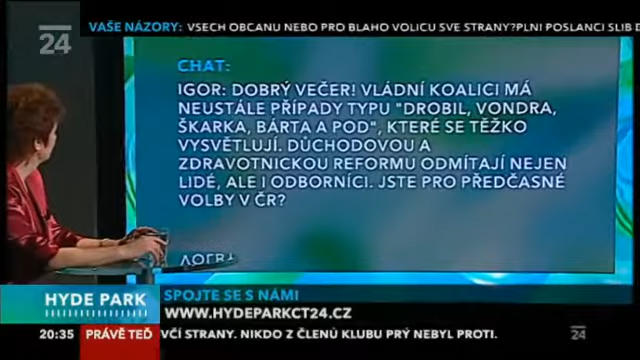 VAŠE NÁZORY: VSECH OBCANU NEBO PRO BLAHO VOLICU SVE STRANY?PLNI POSLANCI SLIB
24
CHAT:
IGOR: DOBRÝ VEČER! VLÁDNÍ KOALICI MÁ
NEUSTÁLE PŘÍPADY TYPU "DROBIL, VONDRA,
ŠKARKA, BÁRTA A POD", KTERÉ SE TĚŽKO
VYSVĚTLUJÍ. DŮCHODOVOU A
ZDRAVOTNICKOU REFORMU ODMÍTAJÍ NEJEN
LIDÉ, ALE I ODBORNÍCI. JSTE PRO PŘEDČASNÉ
VOLBY V ČR?
HYDE PARK
SPOJTE SE S NÁMI
WWW.HYDEPARKCT24.CZ
20:35 PRÁVĚ TEĎ VČÍ STRANY. NIKDO Z ČLENŮ KLUBU PRÝ NEBYL PROTI. 24